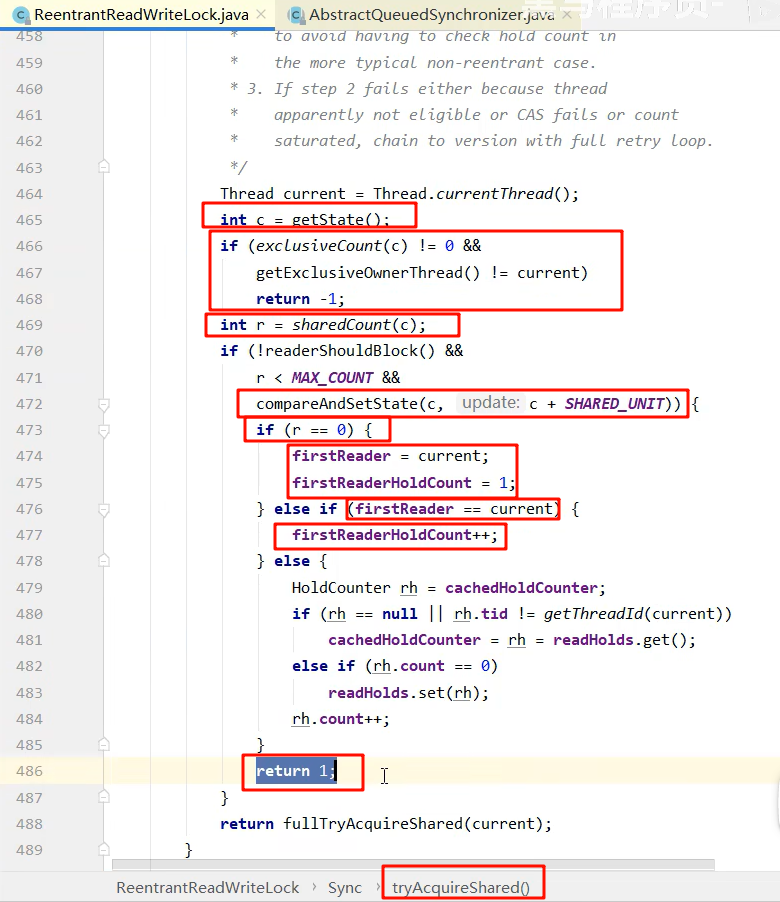 ReentrantReadWriteLock.java × AbstractQueuedSynchronizer.java ×
458 * to avoid having to check hold count in
459 * the more typical non-reentrant case.
460 * 3. If step 2 fails either because thread
461 * apparently not eligible or CAS fails or count
462 * saturated, chain to version with full retry loop.
463 */
464 Thread current = Thread.currentThread();
465 int c = getState();
466 if (exclusiveCount(c) != 0 &&
467 getExclusiveOwnerThread() != current)
468 return -1;
469 int r = sharedCount(c);
470 if (!readerShouldBlock() &&
471 r < MAX_COUNT &&
472 compareAndSetState(c, update: c + SHARED_UNIT)) {
473 if (r == 0) {
474 firstReader = current;
475 firstReaderHoldCount = 1;
476 } else if (firstReader == current) {
477 firstReaderHoldCount++;
478 } else {
479 HoldCounter rh = cachedHoldCounter;
480 if (rh == null || rh.tid != getThreadId(current))
481 cachedHoldCounter = rh = readHolds.get();
482 else if (rh.count == 0)
483 readHolds.set(rh);
484 rh.count++;
485 }
486 return 1;
487 }
488 return fullTryAcquireShared(current);
489 }
ReentrantReadWriteLock › Sync › tryAcquireShared()